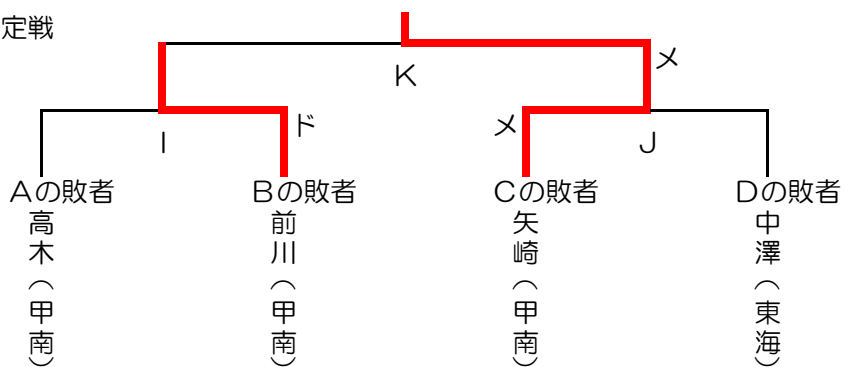 定戦
K
メ
I
ド
メ
J
Aの敗者
Bの敗者
Cの敗者
Dの敗者
高木(甲南)
前川(甲南)
矢崎(甲南)
中澤(東海)